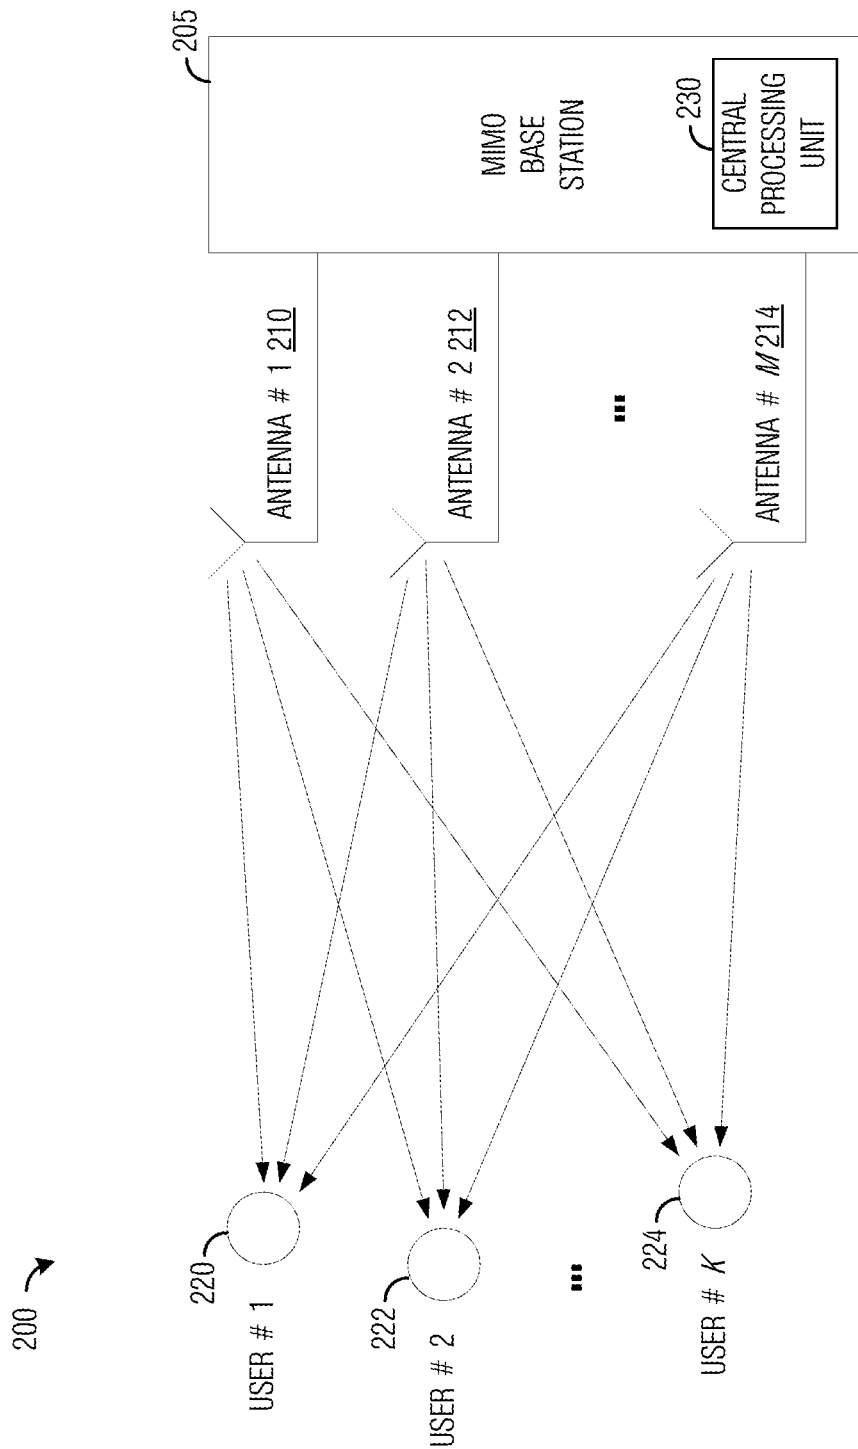 200
USER # 1
220
USER # 2
222
USER # K
224
ANTENNA # 1 210
ANTENNA # 2 212
ANTENNA # M 214
205
MIMO
BASE
STATION
230
CENTRAL
PROCESSING
UNIT